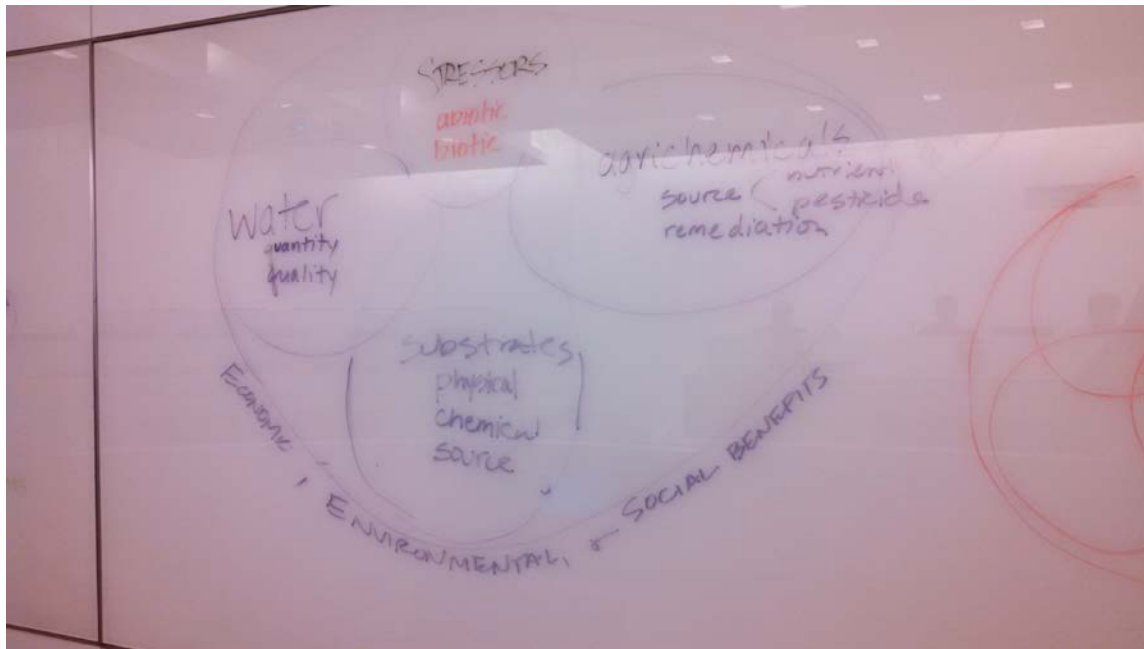 STRESSORS
abiotic
biotic
agrichemicals
source < nutrient
pesticide
remediation
water
quantity
quality
substrates
physical
chemical
source
ECONOMIC, ENVIRONMENTAL, & SOCIAL BENEFITS